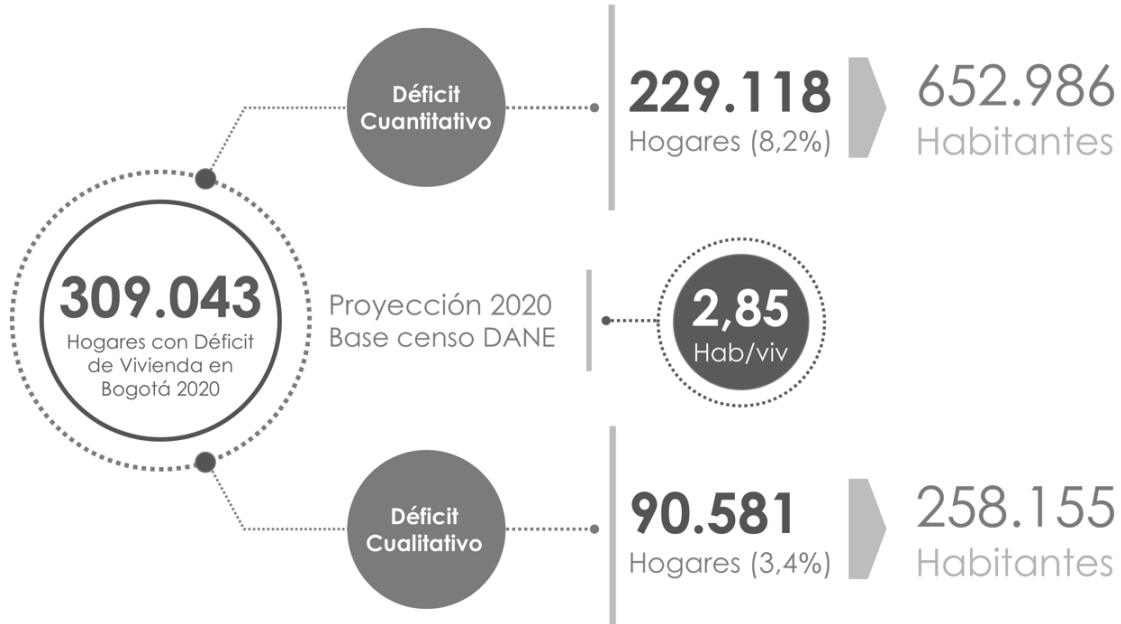 Déficit
Cuantitativo
229.118
Hogares (8,2%)
652.986
Habitantes
309.043
Hogares con Déficit
de Vivienda en
Bogotá 2020
Proyección 2020
Base censo DANE
2,85
Hab/viv
Déficit
Cualitativo
90.581
Hogares (3,4%)
258.155
Habitantes